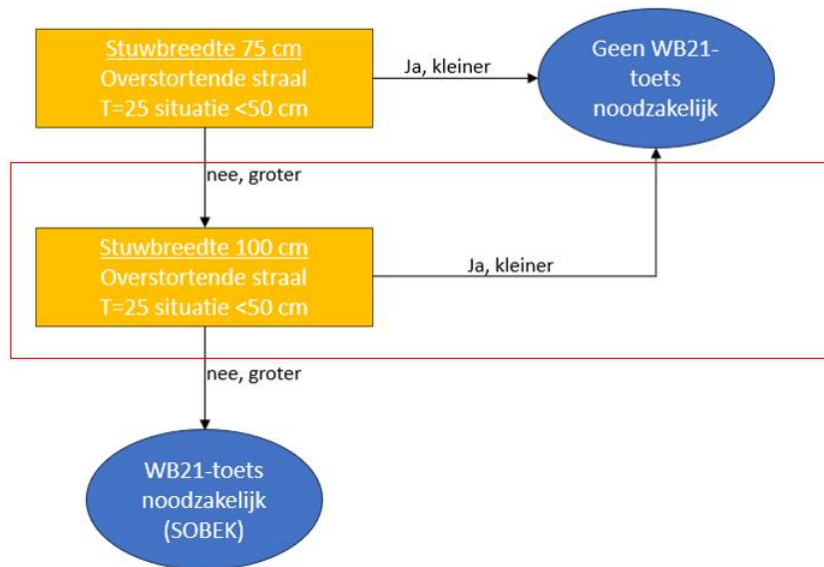 Stuwbreedte 75 cm
Overstortende straal
T=25 situatie <50 cm
Ja, kleiner
Geen WB21-
toets
noodzakelijk
nee, groter
Stuwbreedte 100 cm
Overstortende straal
T=25 situatie <50 cm
Ja, kleiner
nee, groter
WB21-toets
noodzakelijk
(SOBEK)